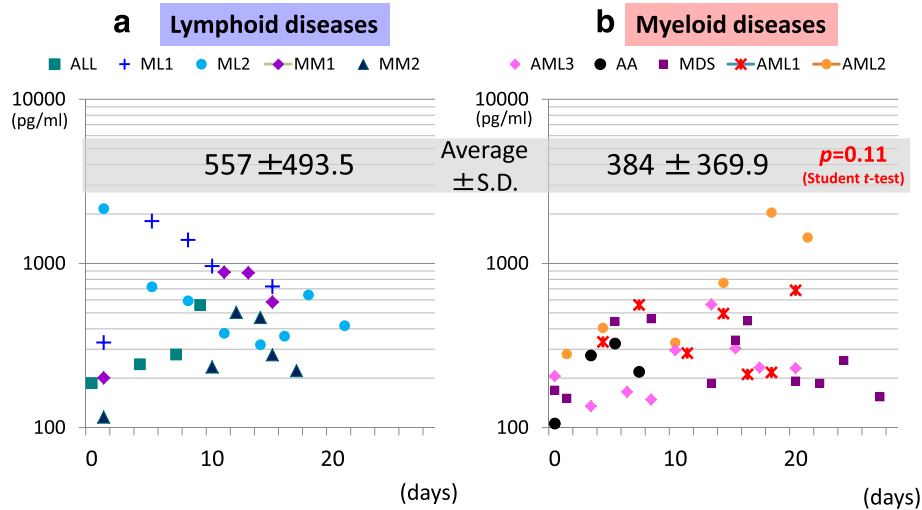 a Lymphoid diseases
ALL ML1 ML2 MM1 MM2
10000
(pg/ml)
557 ±493.5
1000
100
0 10 20
(days)
Average
±S.D.
b Myeloid diseases
AML3 AA MDS AML1 AML2
10000
(pg/ml)
384 ±369.9
p=0.11
(Student t-test)
1000
100
0 10 20
(days)